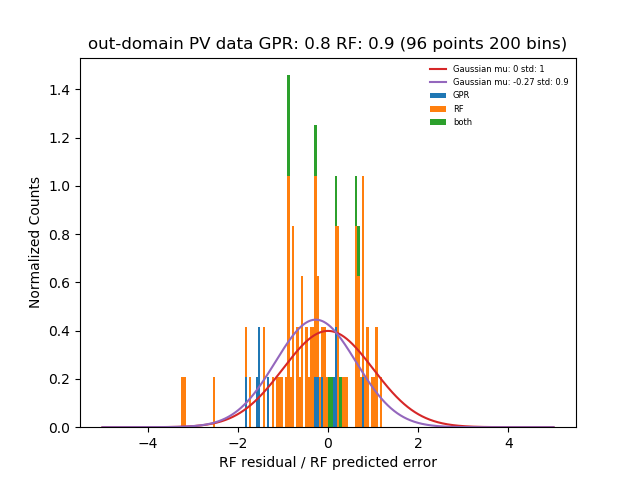 out-domain PV data GPR: 0.8 RF: 0.9 (96 points 200 bins)
Gaussian mu: 0 std: 1
Gaussian mu: -0.27 std: 0.9
GPR
RF
both
Normalized Counts
1.4
1.2
1.0
0.8
0.6
0.4
0.2
0.0
−4 −2 0 2 4
RF residual / RF predicted error